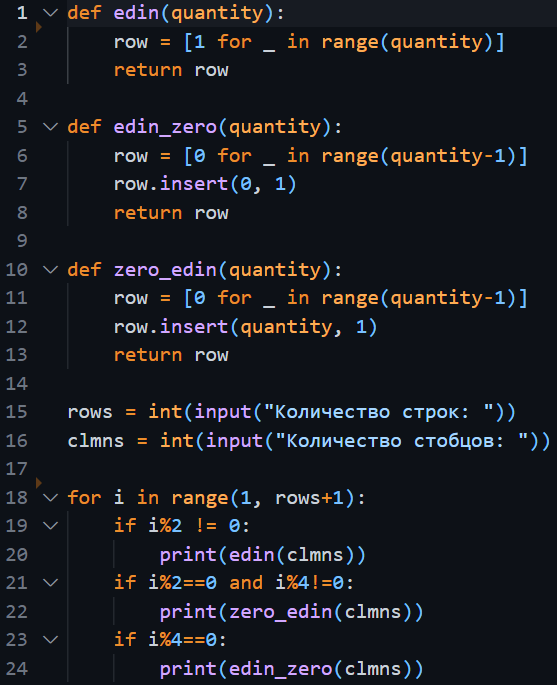 1 def edin(quantity):
2     row = [1 for _ in range(quantity)]
3     return row
4
5 def edin_zero(quantity):
6     row = [0 for _ in range(quantity-1)]
7     row.insert(0, 1)
8     return row
9
10 def zero_edin(quantity):
11     row = [0 for _ in range(quantity-1)]
12     row.insert(quantity, 1)
13     return row
14
15 rows = int(input("Количество строк: "))
16 clmns = int(input("Количество стобцов: "))
17
18 for i in range(1, rows+1):
19     if i%2 != 0:
20         print(edin(clmns))
21     if i%2==0 and i%4!=0:
22         print(zero_edin(clmns))
23     if i%4==0:
24         print(edin_zero(clmns))